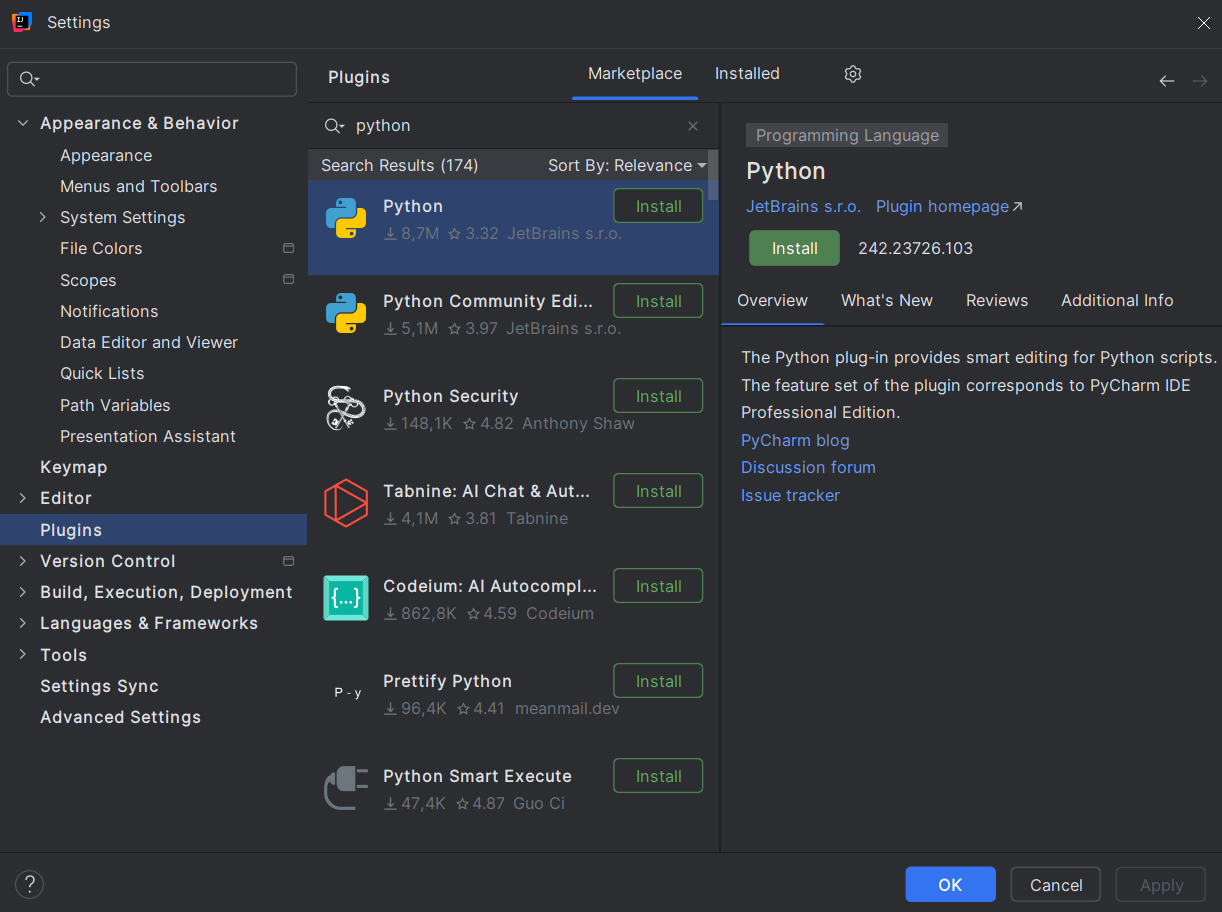 Settings
Appearance & Behavior
Appearance
Menus and Toolbars
System Settings
File Colors
Scopes
Notifications
Data Editor and Viewer
Quick Lists
Path Variables
Presentation Assistant
Keymap
Editor
Plugins
Version Control
Build, Execution, Deployment
Languages & Frameworks
Tools
Settings Sync
Advanced Settings
Plugins
Marketplace Installed
python
Search Results (174) Sort By: Relevance
Python Install
8,7M 3.32 JetBrains s.r.o.
Python Community Edi... Install
5,1M 3.97 JetBrains s.r.o.
Python Security Install
148,1K 4.82 Anthony Shaw
Tabnine: AI Chat & Aut... Install
4,1M 3.81 Tabnine
{...}
Codeium: AI Autocompl... Install
862,8K 4.59 Codeium
P - y
Prettify Python Install
96,4K 4.41 meanmail.dev
Python Smart Execute Install
47,4K 4.87 Guo Ci
Programming Language
Python
JetBrains s.r.o. Plugin homepage
Install 242.23726.103
Overview What's New Reviews Additional Info
The Python plug-in provides smart editing for Python scripts.
The feature set of the plugin corresponds to PyCharm IDE
Professional Edition.
PyCharm blog
Discussion forum
Issue tracker
? OK Cancel Apply